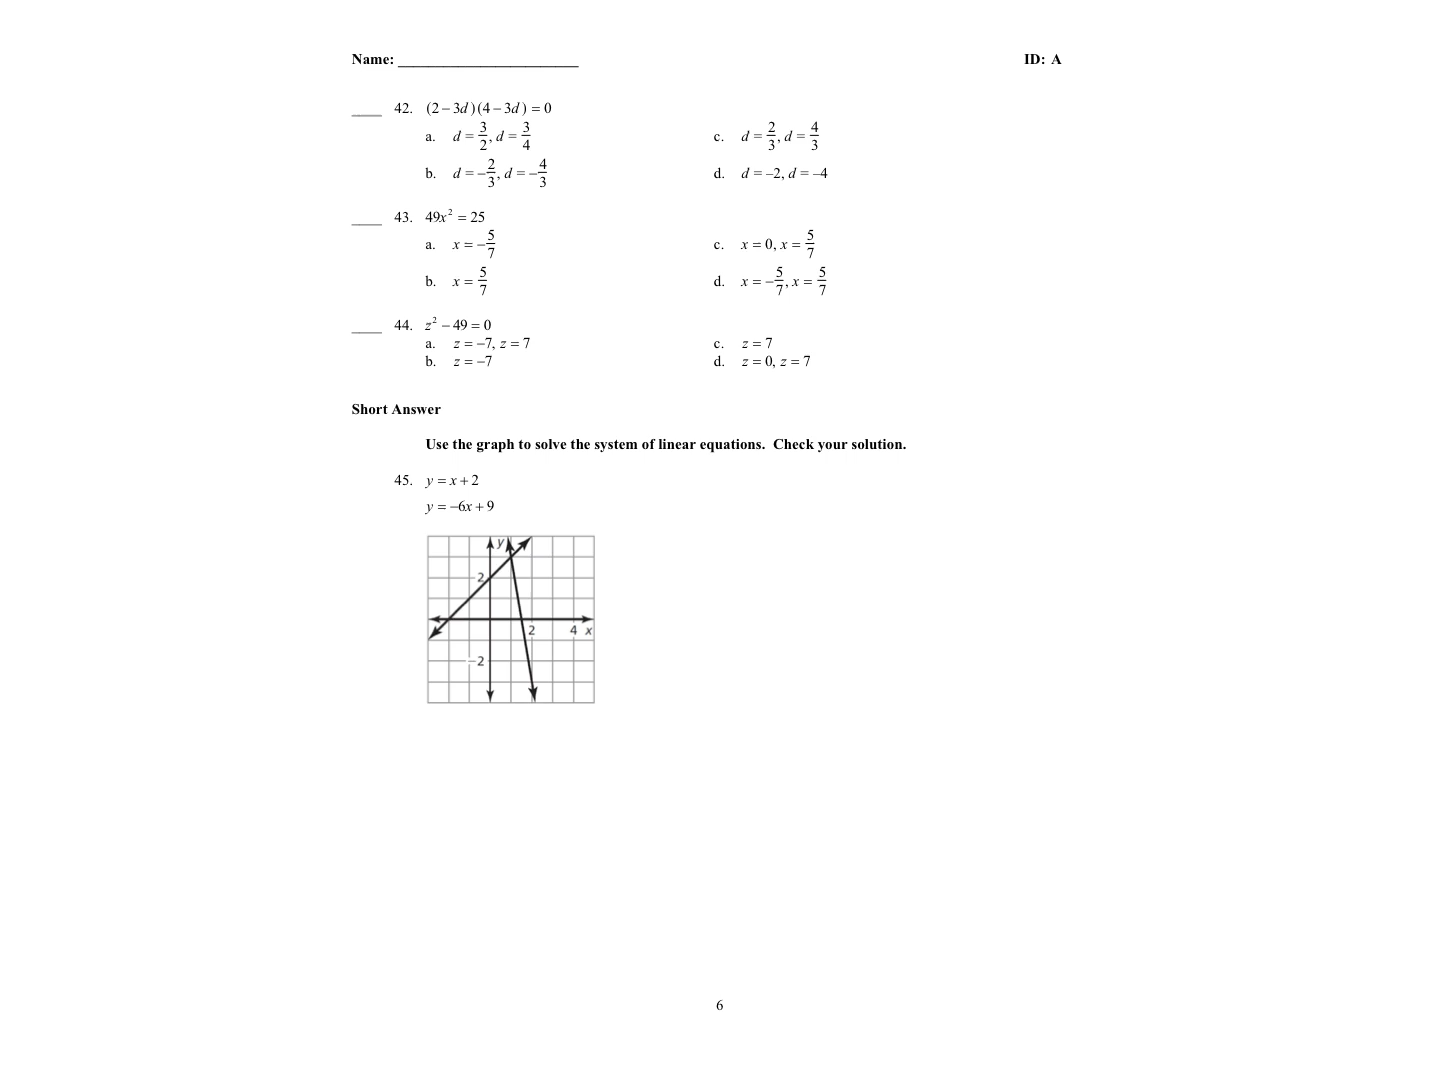 Name: ________________________ ID: A
____ 42. (2 – 3d)(4 – 3d) = 0
a. d = 3/2, d = 3/4 c. d = 2/3, d = 4/3
b. d = –2/3, d = –4/3 d. d = –2, d = –4
____ 43. 49x² = 25
a. x = –5/7 c. x = 0, x = 5/7
b. x = 5/7 d. x = –5/7, x = 5/7
____ 44. z² – 49 = 0
a. z = –7, z = 7 c. z = 7
b. z = –7 d. z = 0, z = 7
Short Answer
Use the graph to solve the system of linear equations. Check your solution.
45. y = x + 2
y = –6x + 9
y
2
2 4 x
–2
6